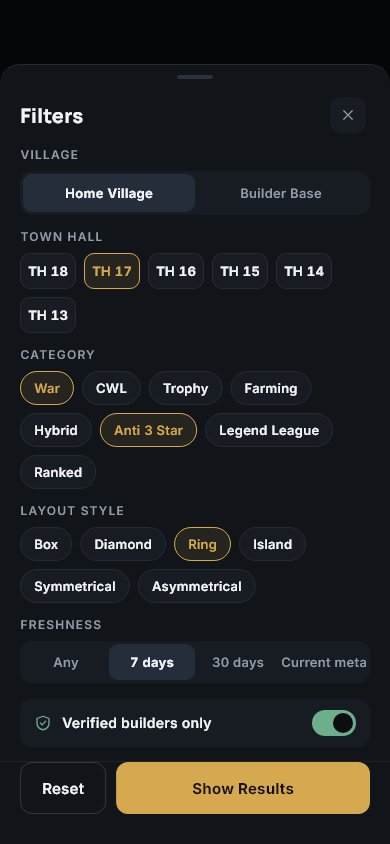 Filters
VILLAGE
Home Village Builder Base
TOWN HALL
TH 18 TH 17 TH 16 TH 15 TH 14
TH 13
CATEGORY
War CWL Trophy Farming
Hybrid Anti 3 Star Legend League
Ranked
LAYOUT STYLE
Box Diamond Ring Island
Symmetrical Asymmetrical
FRESHNESS
Any 7 days 30 days Current meta
Verified builders only
Reset Show Results